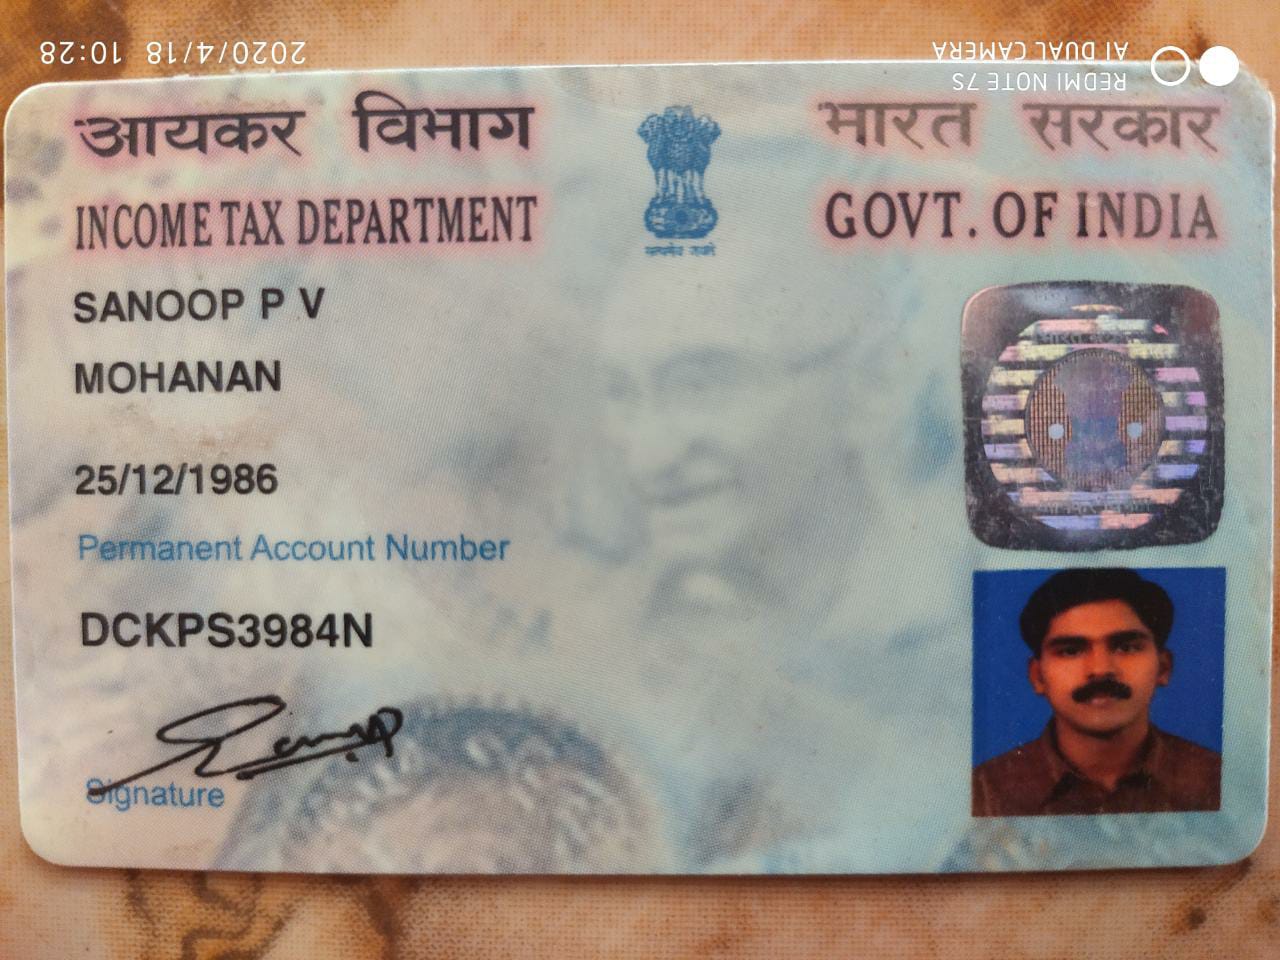 आयकर विभाग
भारत सरकार
INCOME TAX DEPARTMENT
GOVT. OF INDIA
सत्यमेव जयते
SANOOP P V
MOHANAN
25/12/1986
Permanent Account Number
DCKPS3984N
Signature
REDMI NOTE 7S
AI DUAL CAMERA
2020/4/18 10:28